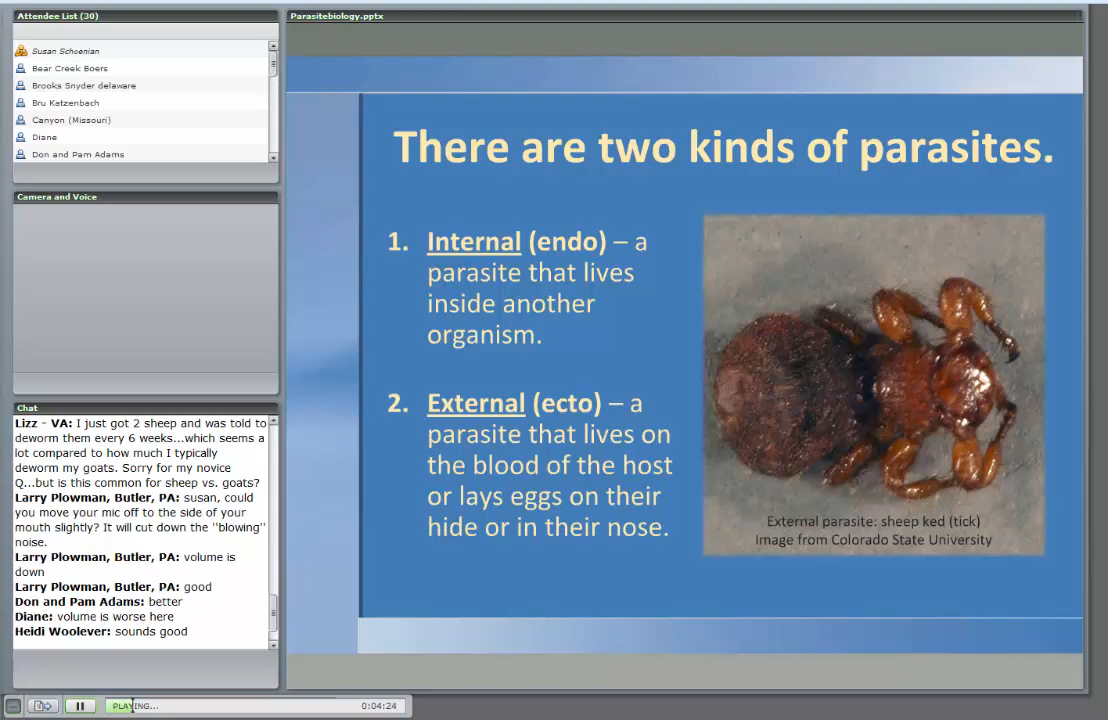 Attendee List (30)
Susan Schoenian
Bear Creek Boers
Brooks Snyder delaware
Bru Katzenbach
Canyon (Missouri)
Diane
Don and Pam Adams
Camera and Voice
Chat
Lizz - VA: I just got 2 sheep and was told to
deworm them every 6 weeks...which seems a
lot compared to how much I typically
deworm my goats. Sorry for my novice
Q...but is this common for sheep vs. goats?
Larry Plowman, Butler, PA: susan, could
you move your mic off to the side of your
mouth slightly? It will cut down the "blowing"
noise.
Larry Plowman, Butler, PA: volume is
down
Larry Plowman, Butler, PA: good
Don and Pam Adams: better
Diane: volume is worse here
Heidi Woolever: sounds good
Parasitebiology.pptx
There are two kinds of parasites.
1. Internal (endo) – a
parasite that lives
inside another
organism.
2. External (ecto) – a
parasite that lives on
the blood of the host
or lays eggs on their
hide or in their nose.
External parasite: sheep ked (tick)
Image from Colorado State University
PLAYING...
0:04:24